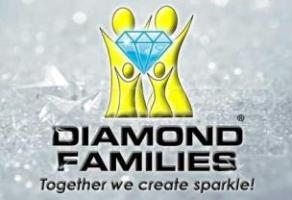 ®
DIAMOND
FAMILIES
Together we create sparkle!